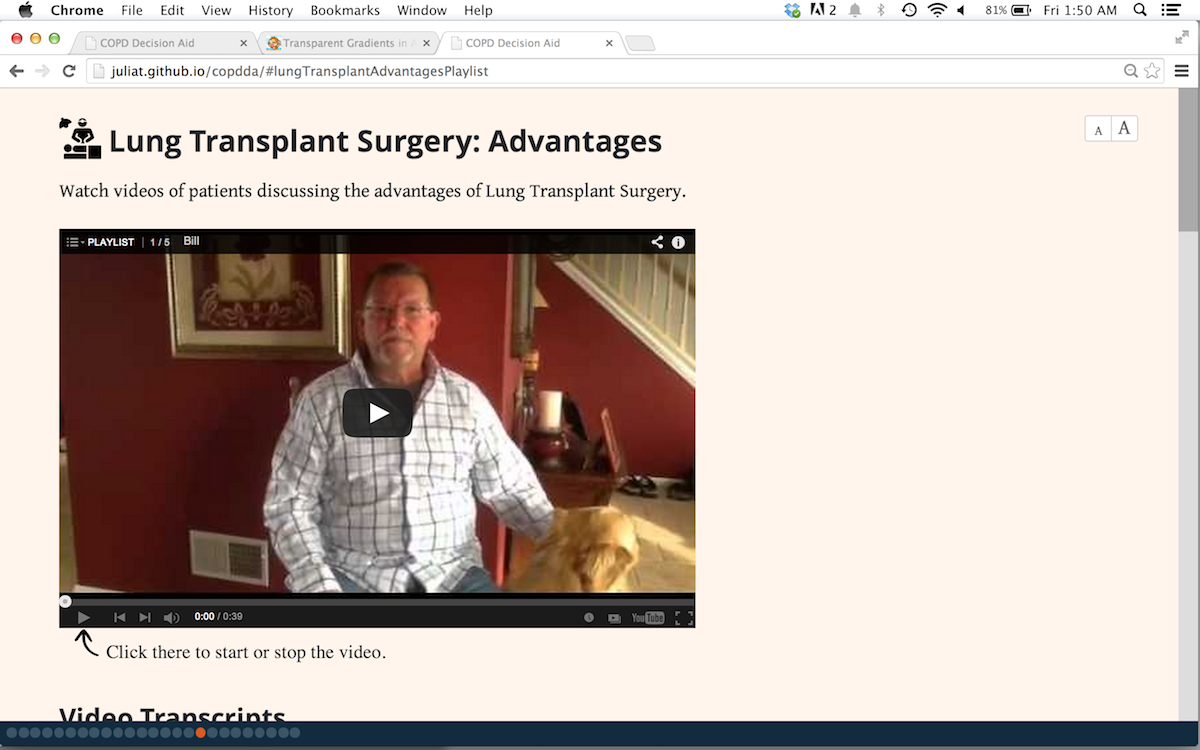 Chrome File Edit View History Bookmarks Window Help 2 81% Fri 1:50 AM
COPD Decision Aid Transparent Gradients in COPD Decision Aid
juliat.github.io/copdda/#lungTransplantAdvantagesPlaylist
Lung Transplant Surgery: Advantages A A
Watch videos of patients discussing the advantages of Lung Transplant Surgery.
PLAYLIST | 1/5 Bill
0:00 / 0:39 YouTube
Click there to start or stop the video.
Video Transcripts